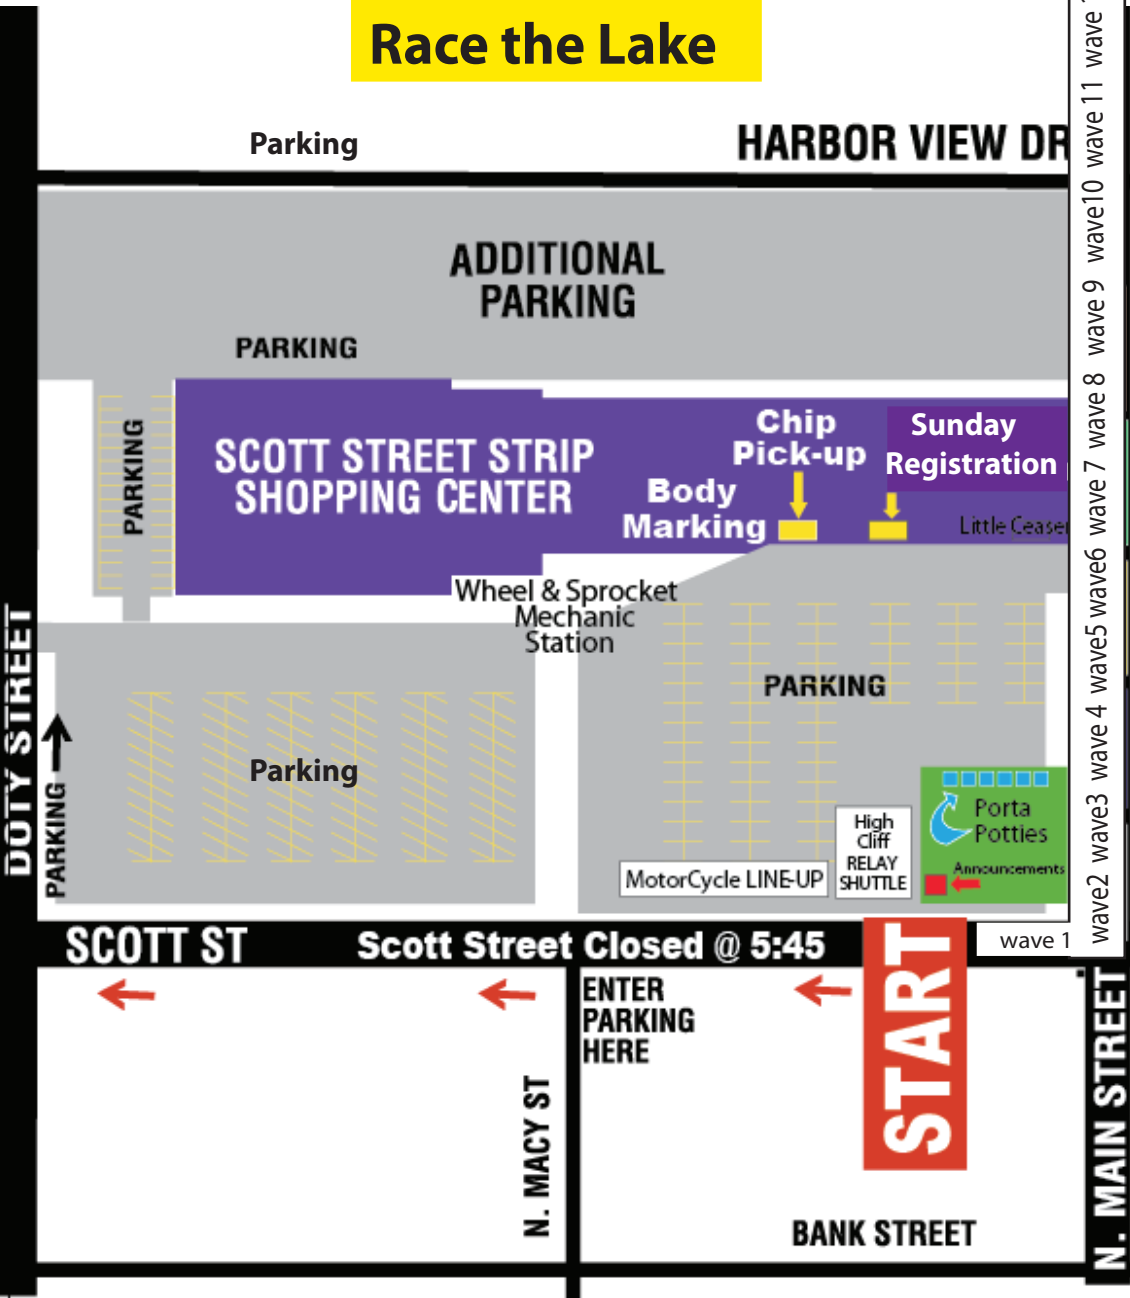 Race the Lake
Parking
HARBOR VIEW DR
ADDITIONAL
PARKING
PARKING
PARKING
SCOTT STREET STRIP
SHOPPING CENTER
Chip
Pick-up
Sunday
Registration
Body
Marking
Little Ceaser
Wheel & Sprocket
Mechanic
Station
PARKING
Parking
DUTY STREET
PARKING
Porta
Potties
Announcements
High
Cliff
RELAY
SHUTTLE
MotorCycle LINE-UP
SCOTT ST
Scott Street Closed @ 5:45
START
wave 1
wave2 wave3 wave 4 wave5 wave6 wave 7 wave 8 wave 9 wave10 wave 11 wave
ENTER
PARKING
HERE
N. MACY ST
N. MAIN STREET
BANK STREET